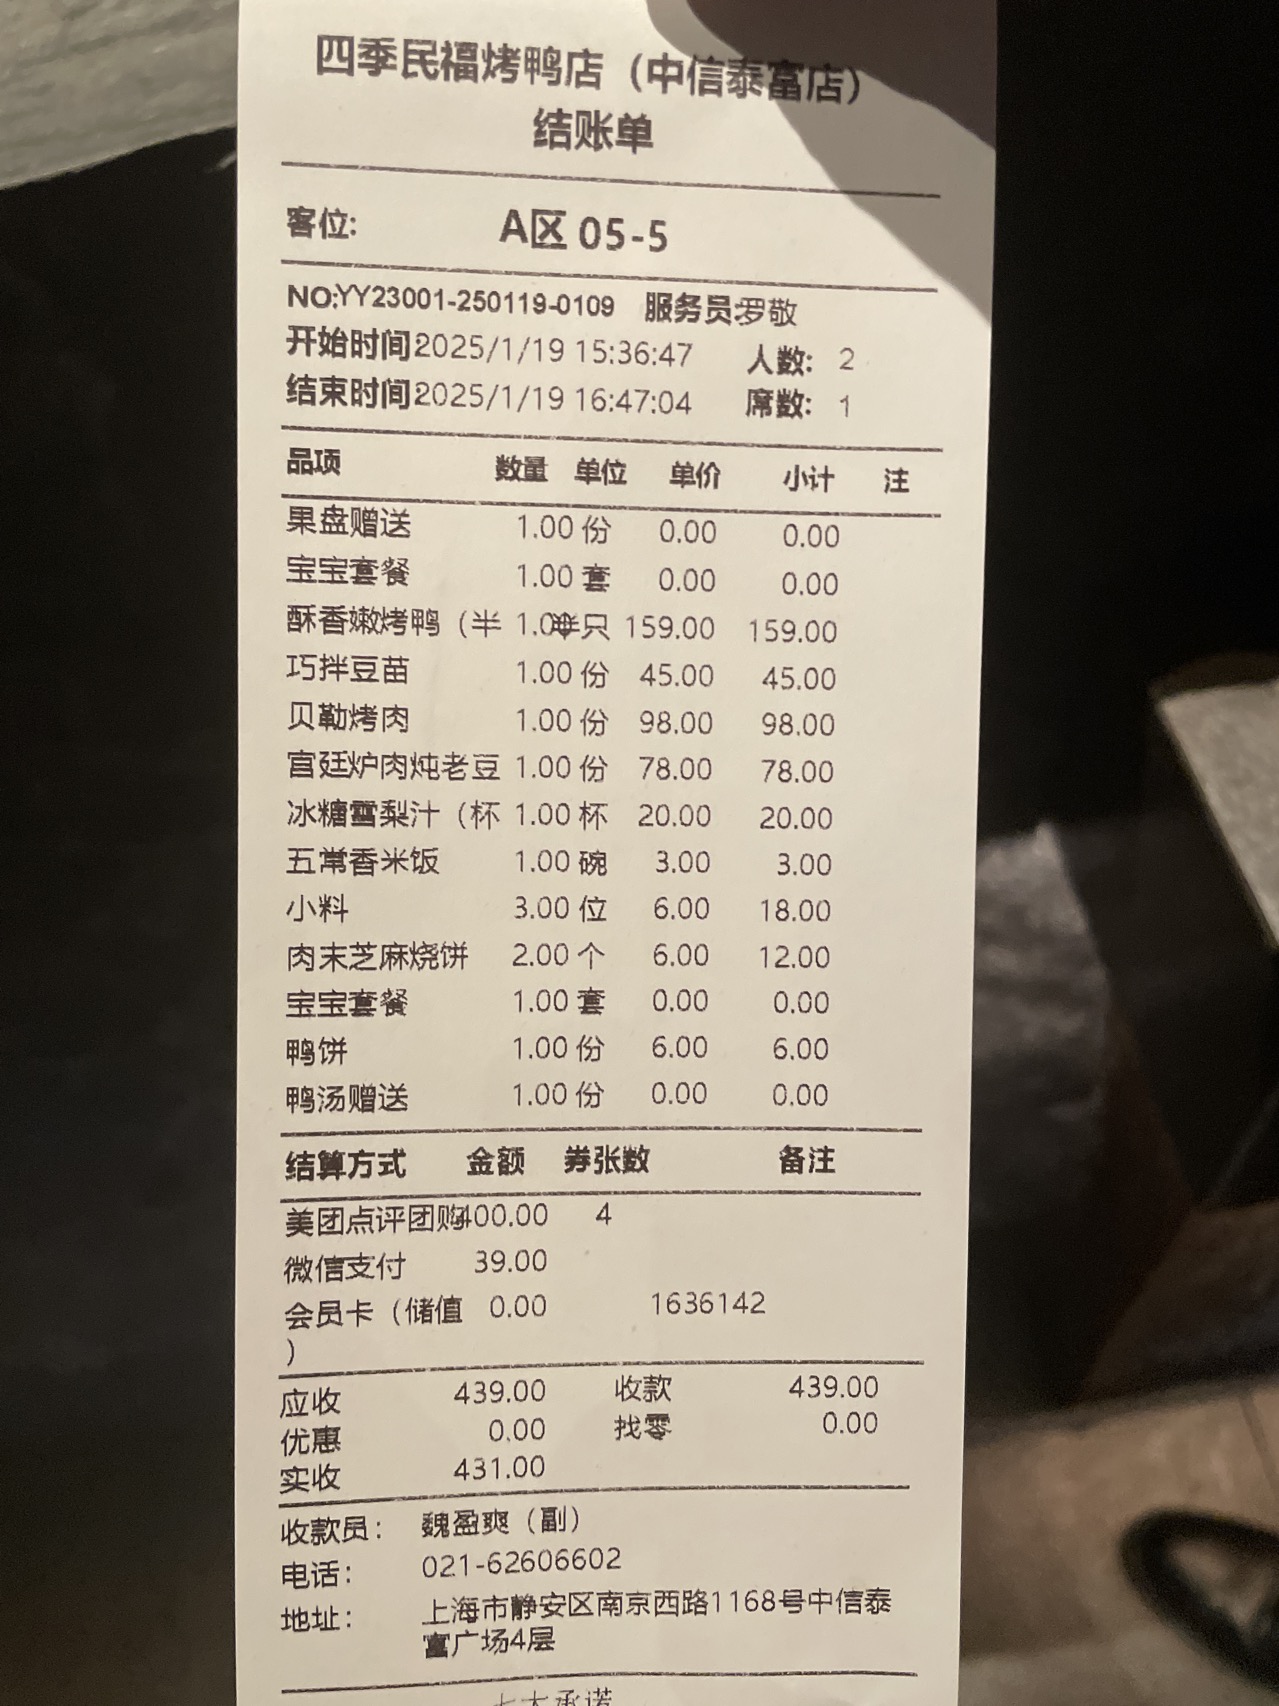 四季民福烤鸭店（中信泰富店）
结账单
客位: A区 05-5
NO:YY23001-250119-0109 服务员:罗敬
开始时间2025/1/19 15:36:47 人数: 2
结束时间2025/1/19 16:47:04 席数: 1
品项 数量 单位 单价 小计 注
果盘赠送 1.00 份 0.00 0.00
宝宝套餐 1.00 套 0.00 0.00
酥香嫩烤鸭（半 1.00 半只 159.00 159.00
巧拌豆苗 1.00 份 45.00 45.00
贝勒烤肉 1.00 份 98.00 98.00
宫廷炉肉炖老豆 1.00 份 78.00 78.00
冰糖雪梨汁（杯 1.00 杯 20.00 20.00
五常香米饭 1.00 碗 3.00 3.00
小料 3.00 位 6.00 18.00
肉末芝麻烧饼 2.00 个 6.00 12.00
宝宝套餐 1.00 套 0.00 0.00
鸭饼 1.00 份 6.00 6.00
鸭汤赠送 1.00 份 0.00 0.00
结算方式 金额 券张数 备注
美团点评团购400.00 4
微信支付 39.00
会员卡（储值 0.00 1636142
）
应收 439.00 收款 439.00
优惠 0.00 找零 0.00
实收 431.00
收款员: 魏盈爽（副）
电话: 021-62606602
地址: 上海市静安区南京西路1168号中信泰
富广场4层
七大承诺